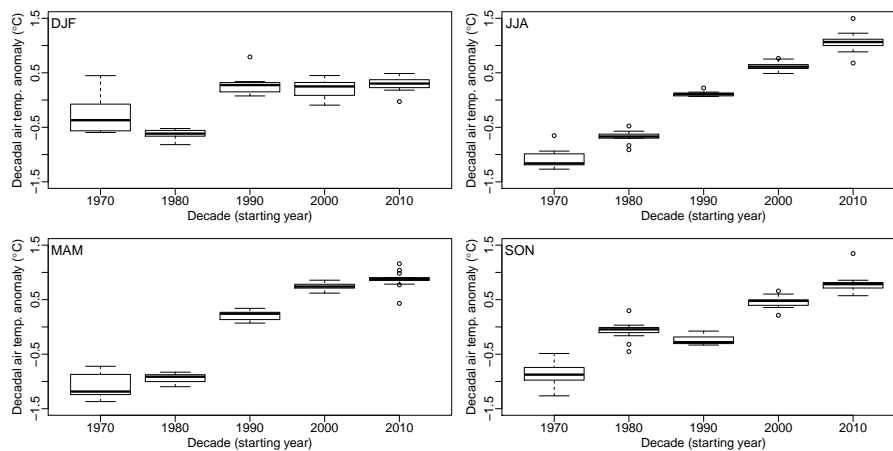 DJF
Decadal air temp. anomaly (°C)
1.5
0.5
−0.5
−1.5
1970 1980 1990 2000 2010
Decade (starting year)
JJA
Decadal air temp. anomaly (°C)
1.5
0.5
−0.5
−1.5
1970 1980 1990 2000 2010
Decade (starting year)
MAM
Decadal air temp. anomaly (°C)
1.5
0.5
−0.5
−1.5
1970 1980 1990 2000 2010
Decade (starting year)
SON
Decadal air temp. anomaly (°C)
1.5
0.5
−0.5
−1.5
1970 1980 1990 2000 2010
Decade (starting year)